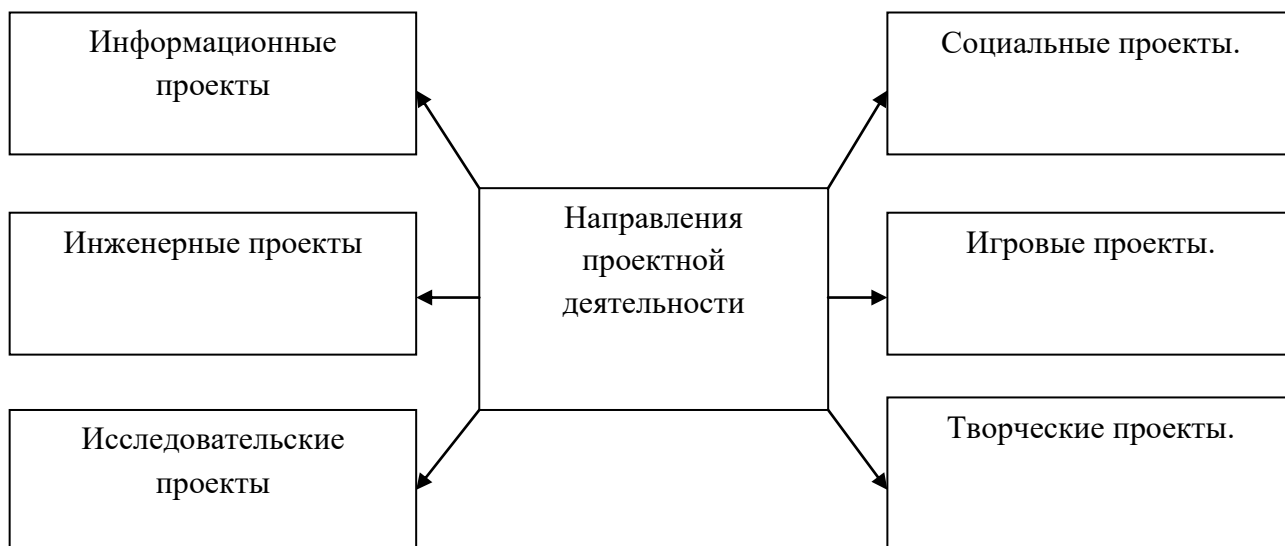 Информационные
проекты
Социальные проекты.
Инженерные проекты
Направления
проектной
деятельности
Игровые проекты.
Исследовательские
проекты
Творческие проекты.